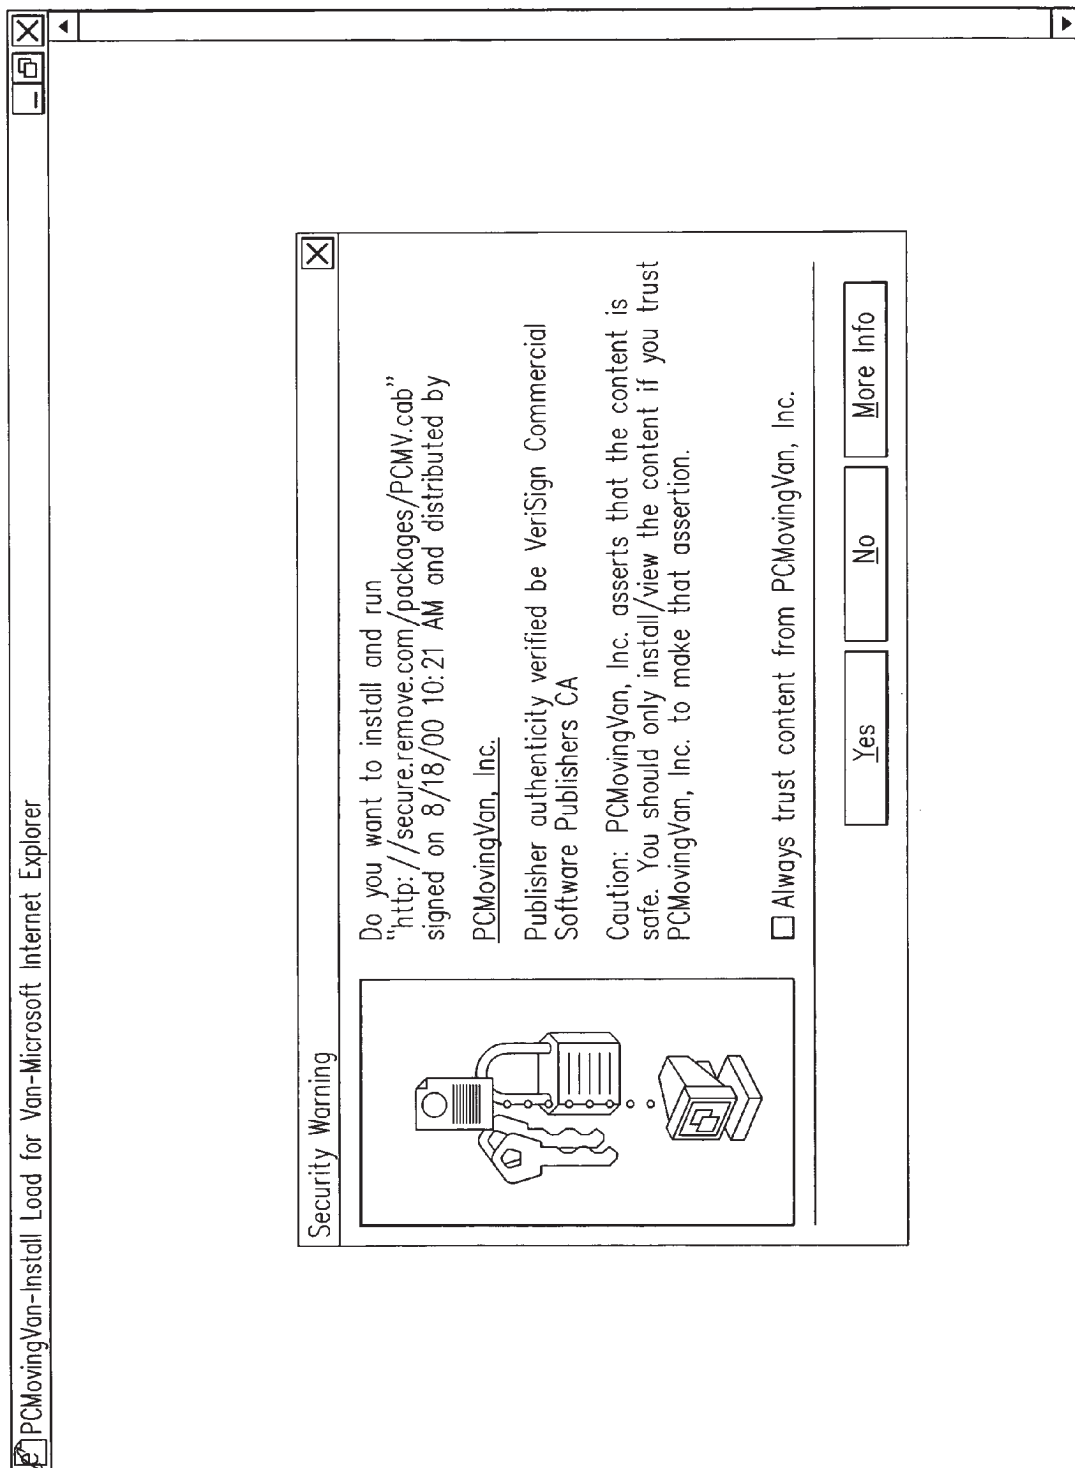 PCMovingVan-Install Load for Van-Microsoft Internet Explorer
Security Warning
Do you want to install and run
“http://secure.remove.com/packages/PCMV.cab”
signed on 8/18/00 10:21 AM and distributed by
PCMovingVan, Inc.
Publisher authenticity verified be VeriSign Commercial
Software Publishers CA
Caution: PCMovingVan, Inc. asserts that the content is
safe. You should only install/view the content if you trust
PCMovingVan, Inc. to make that assertion.
Always trust content from PCMovingVan, Inc.
Yes
No
More Info